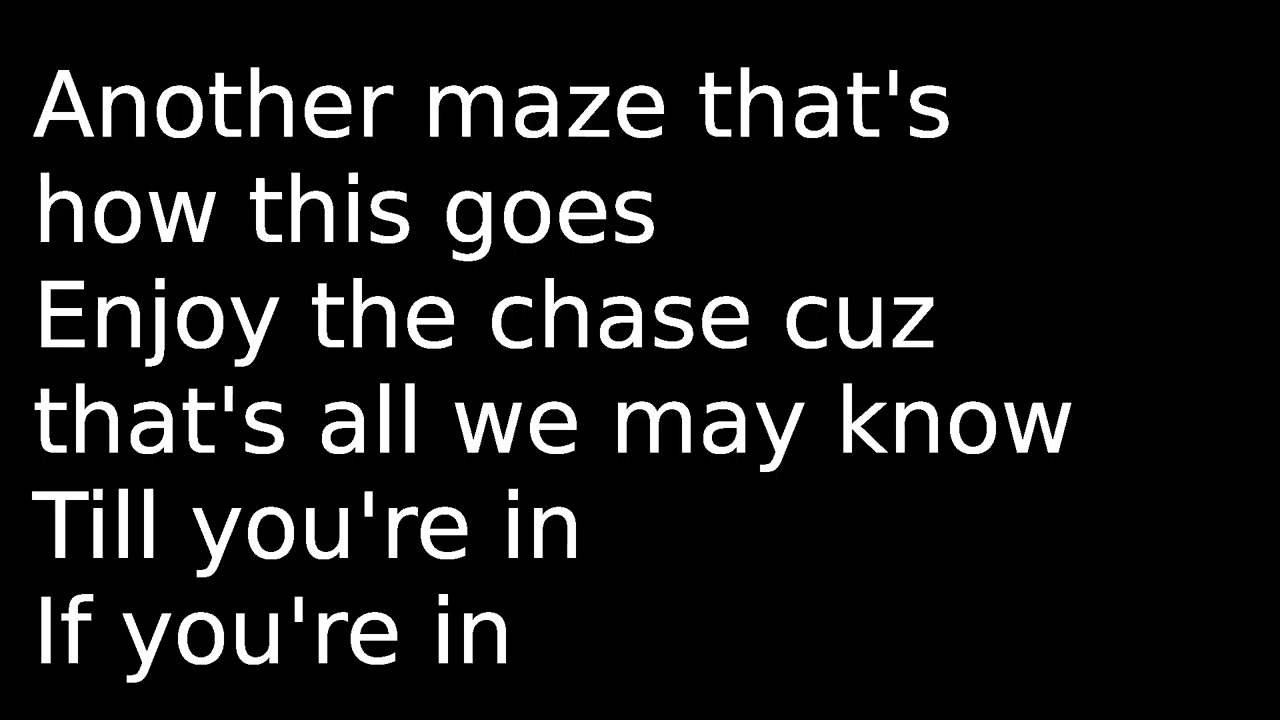 Another maze that's
how this goes
Enjoy the chase cuz
that's all we may know
Till you're in
If you're in